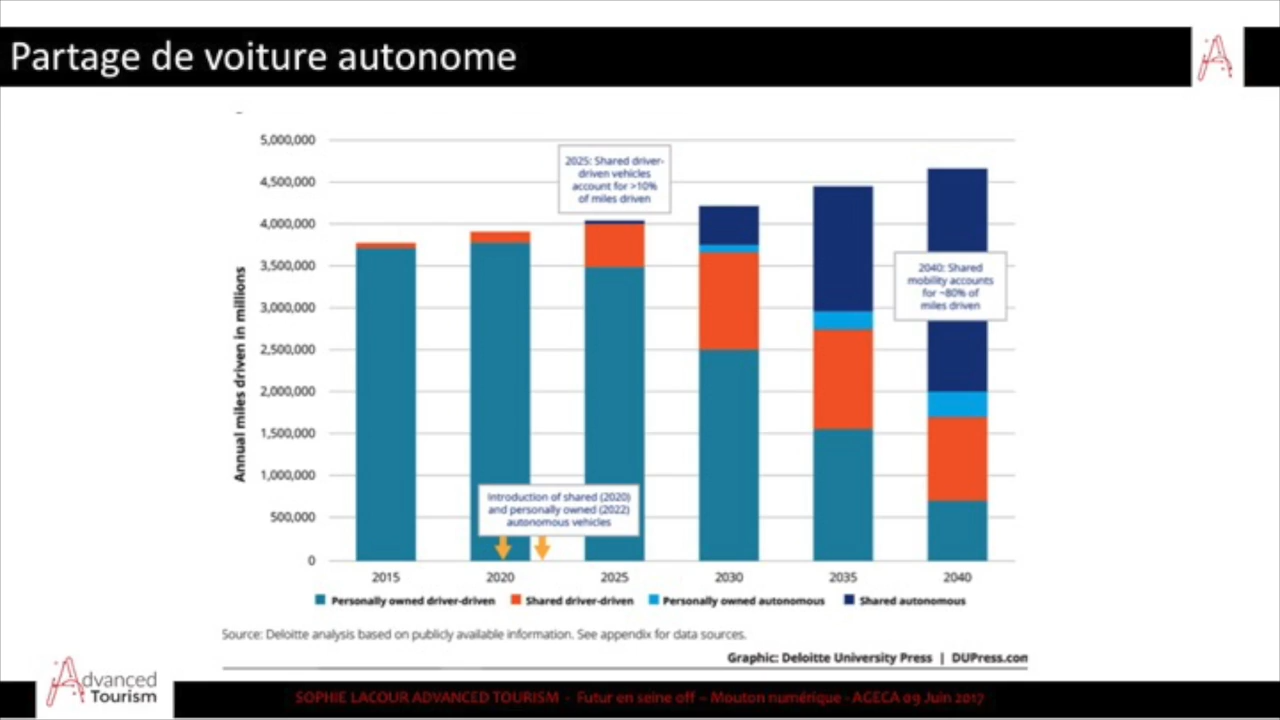 Partage de voiture autonome
5,000,000
4,500,000
4,000,000
3,500,000
3,000,000
2,500,000
2,000,000
1,500,000
1,000,000
500,000
0
Annual miles driven in millions
2025: Shared driver-
driven vehicles
account for >10%
of miles driven
2040: Shared
mobility accounts
for ~80% of
miles driven
Introduction of shared (2020)
and personally owned (2022)
autonomous vehicles
2015 2020 2025 2030 2035 2040
Personally owned driver-driven Shared driver-driven Personally owned autonomous Shared autonomous
Source: Deloitte analysis based on publicly available information. See appendix for data sources.
Graphic: Deloitte University Press | DUPress.com
Advanced
Tourism
SOPHIE LACOUR ADVANCED TOURISM - Futur en seine off – Mouton numérique - AGECA 09 Juin 2017